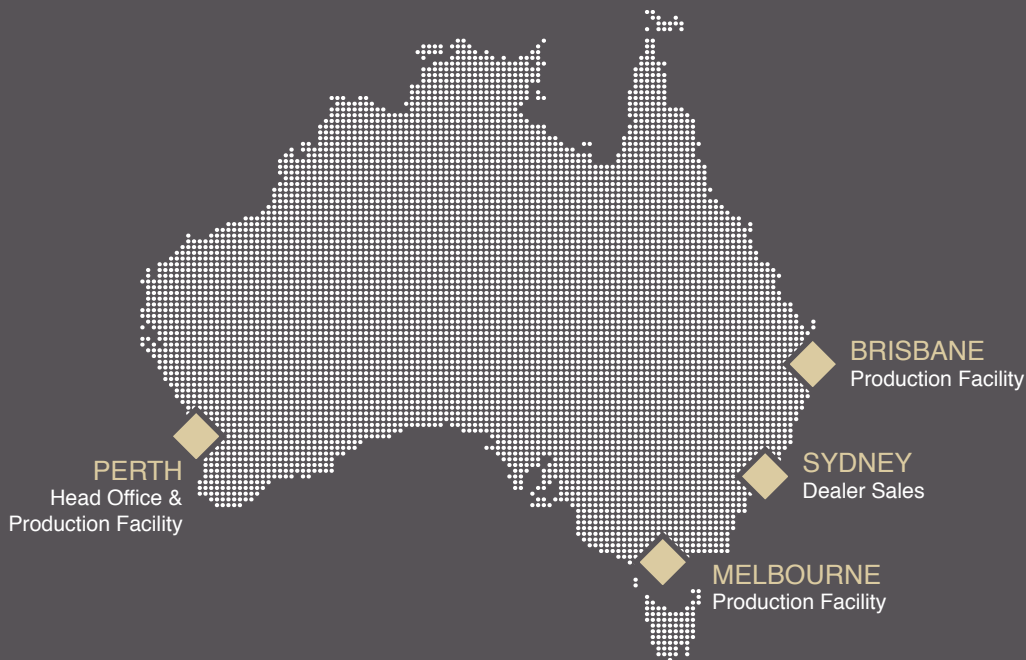 BRISBANE
Production Facility
PERTH
Head Office &
Production Facility
SYDNEY
Dealer Sales
MELBOURNE
Production Facility